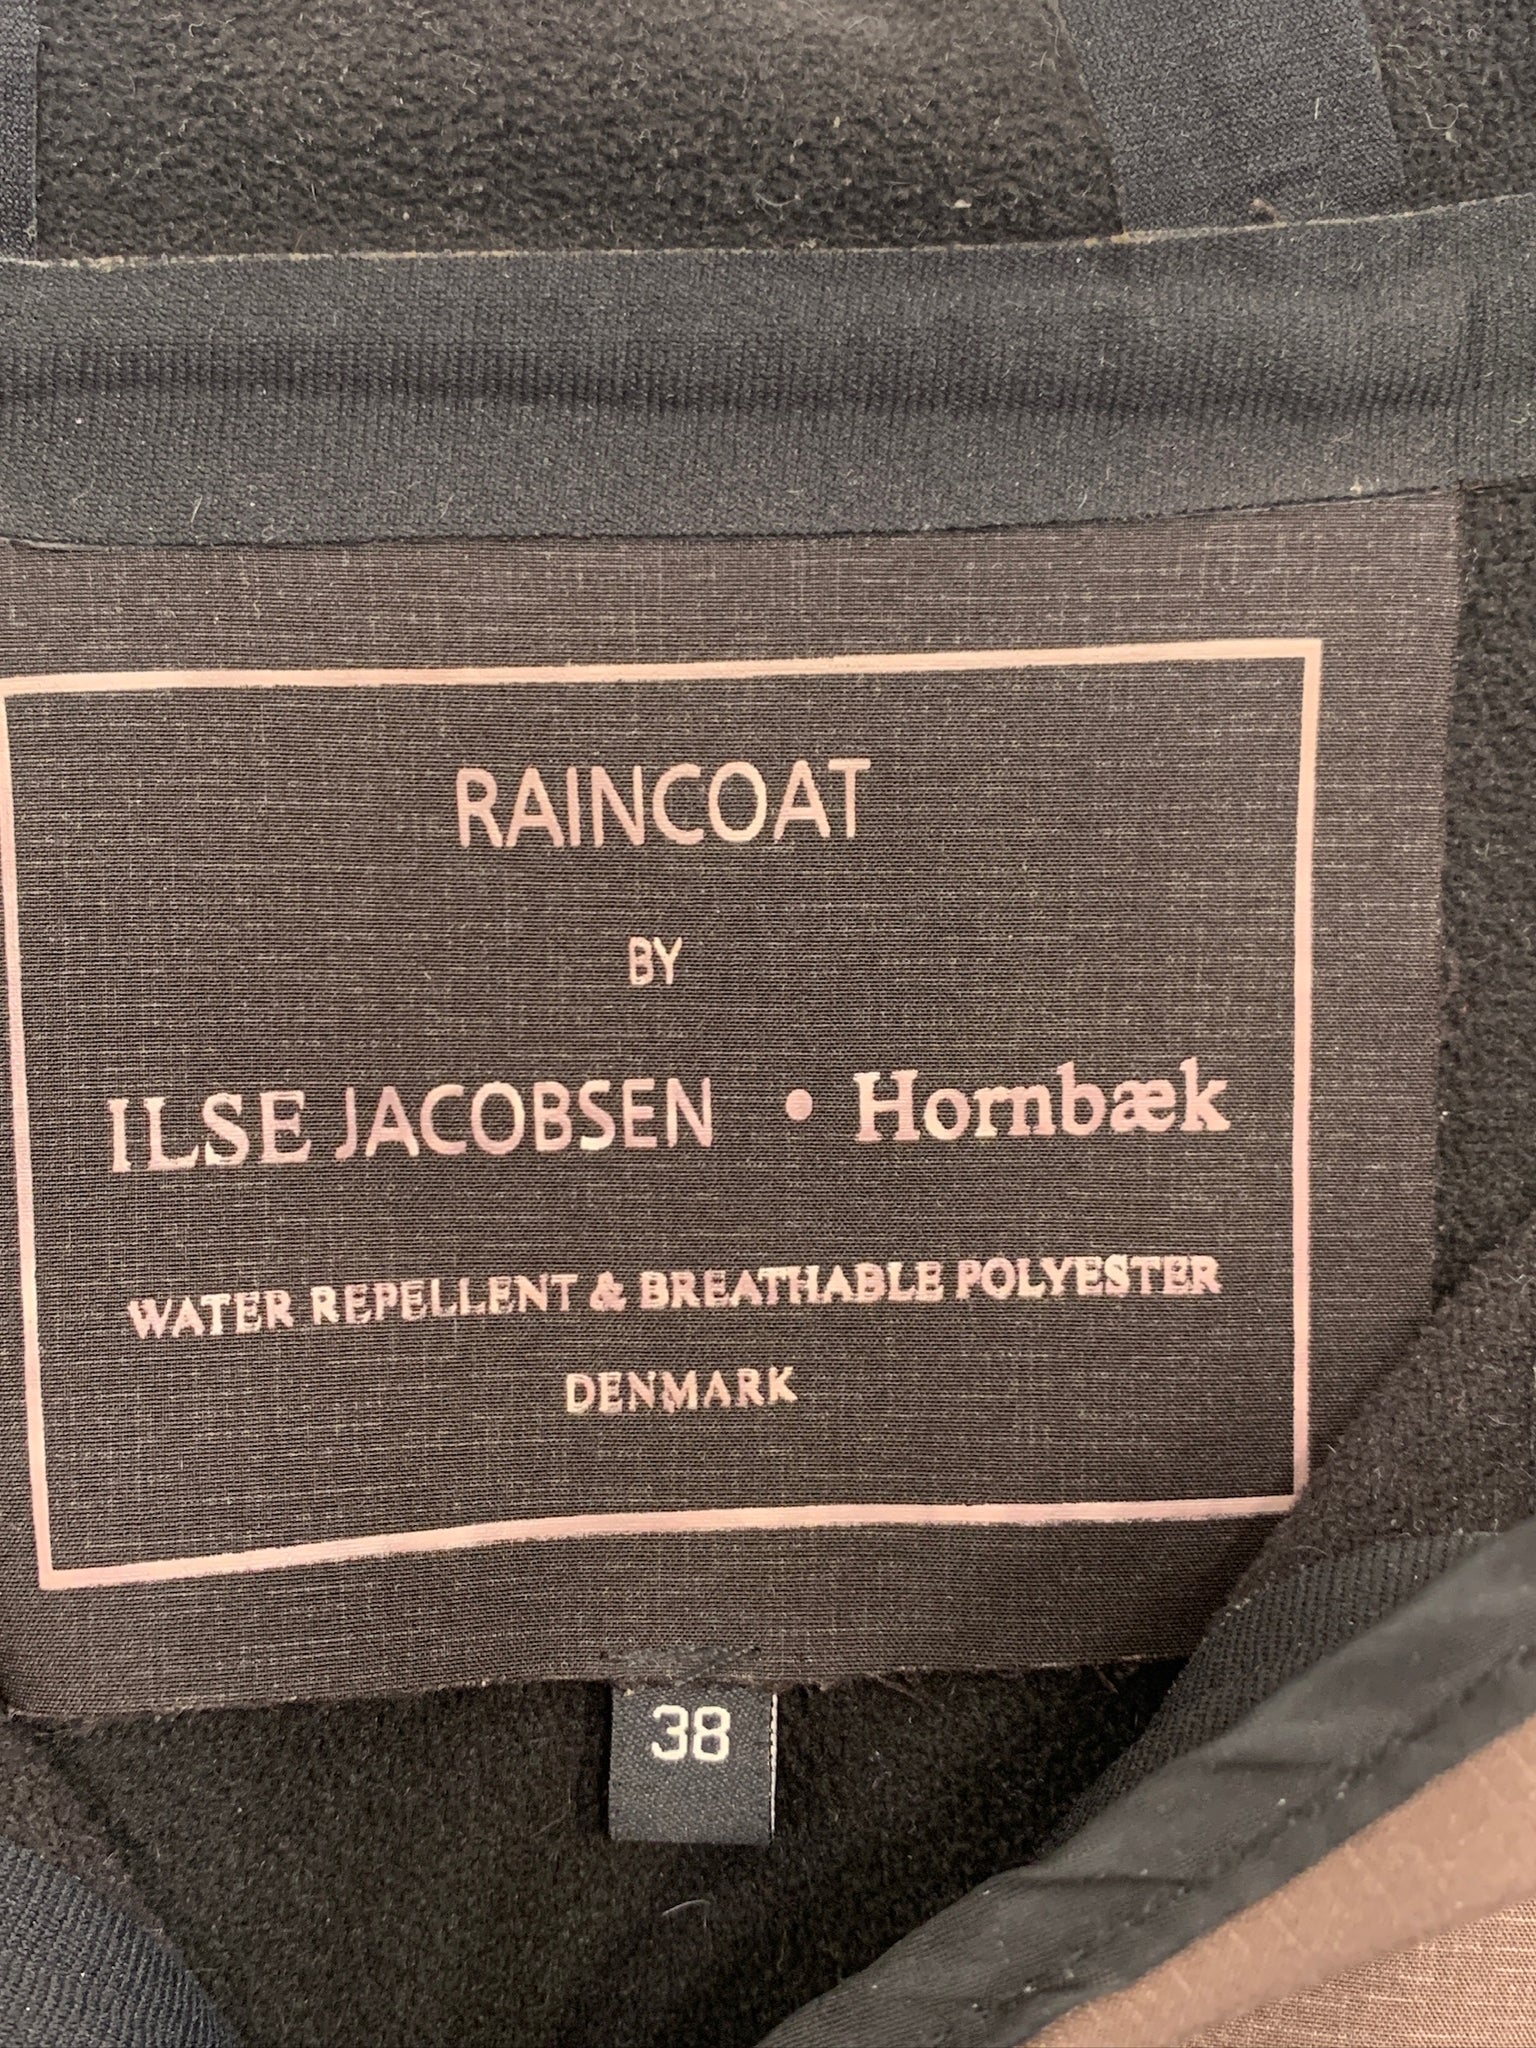 RAINCOAT
BY
ILSE JACOBSEN • Hornbæk
WATER REPELLENT & BREATHABLE POLYESTER
DENMARK
38